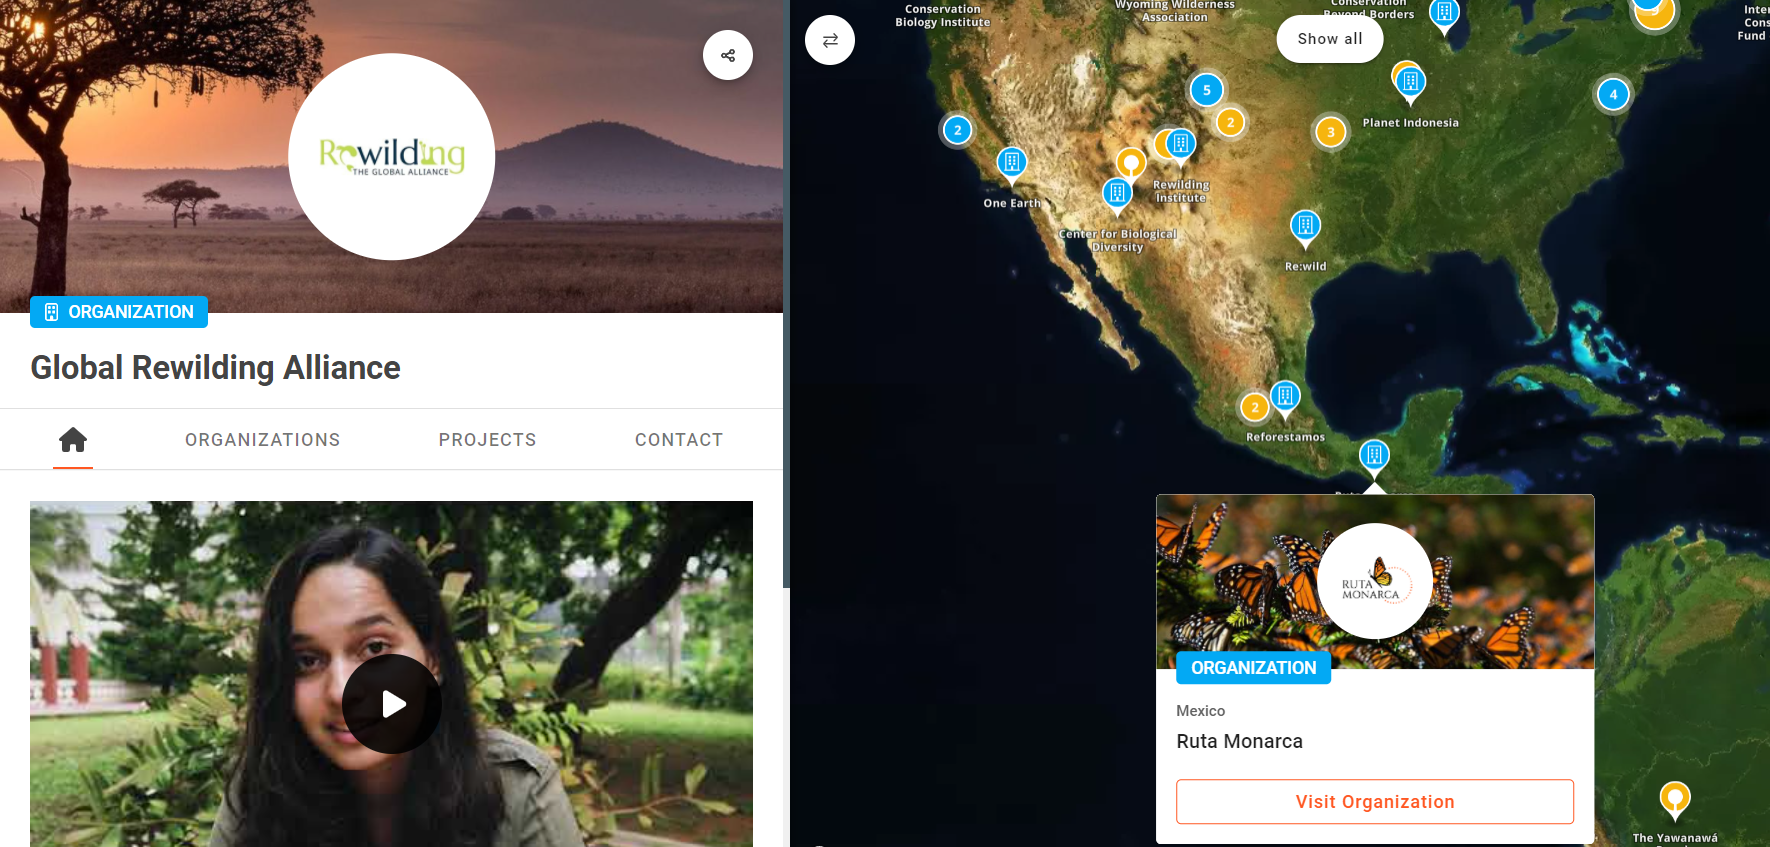 Rewilding
THE GLOBAL ALLIANCE
ORGANIZATION
Global Rewilding Alliance
ORGANIZATIONS
PROJECTS
CONTACT
Conservation
Biology Institute
Wyoming Wilderness
Association
Conservation
Beyond Borders
Inter
Cons
Fund
Show all
5
2
2
3
4
Planet Indonesia
One Earth
Rewilding
Institute
Center for Biological
Diversity
Re:wild
2
Reforestamos
RUTA
MONARCA
ORGANIZATION
Mexico
Ruta Monarca
Visit Organization
The Yawanawá